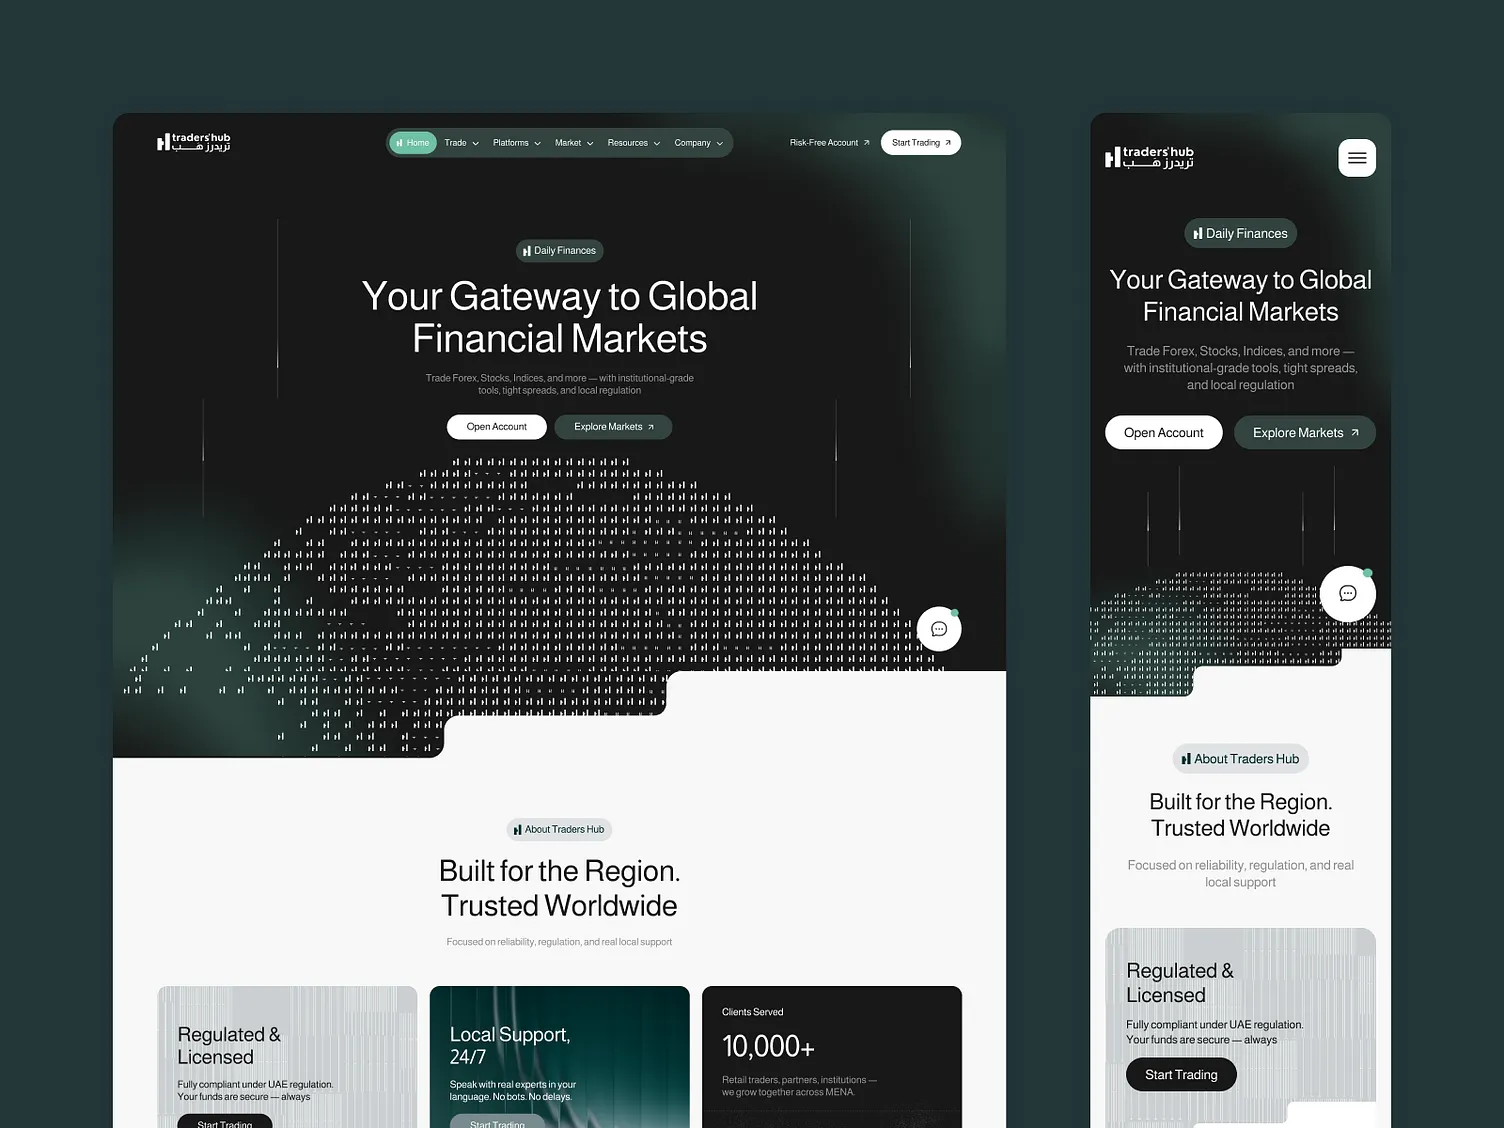 traders'hub
تريدرز هـــب
Home
Trade
Platforms
Market
Resources
Company
Risk-Free Account
Start Trading
Daily Finances
Your Gateway to Global
Financial Markets
Trade Forex, Stocks, Indices, and more — with institutional-grade
tools, tight spreads, and local regulation
Open Account
Explore Markets
About Traders Hub
Built for the Region.
Trusted Worldwide
Focused on reliability, regulation, and real local support
Regulated &
Licensed
Fully compliant under UAE regulation.
Your funds are secure — always
Start Trading
Local Support,
24/7
Speak with real experts in your
language. No bots. No delays.
Start Trading
Clients Served
10,000+
Retail traders, partners, institutions —
we grow together across MENA.
traders'hub
تريدرز هـــب
Daily Finances
Your Gateway to Global
Financial Markets
Trade Forex, Stocks, Indices, and more —
with institutional-grade tools, tight spreads,
and local regulation
Open Account
Explore Markets
About Traders Hub
Built for the Region.
Trusted Worldwide
Focused on reliability, regulation, and real
local support
Regulated &
Licensed
Fully compliant under UAE regulation.
Your funds are secure — always
Start Trading